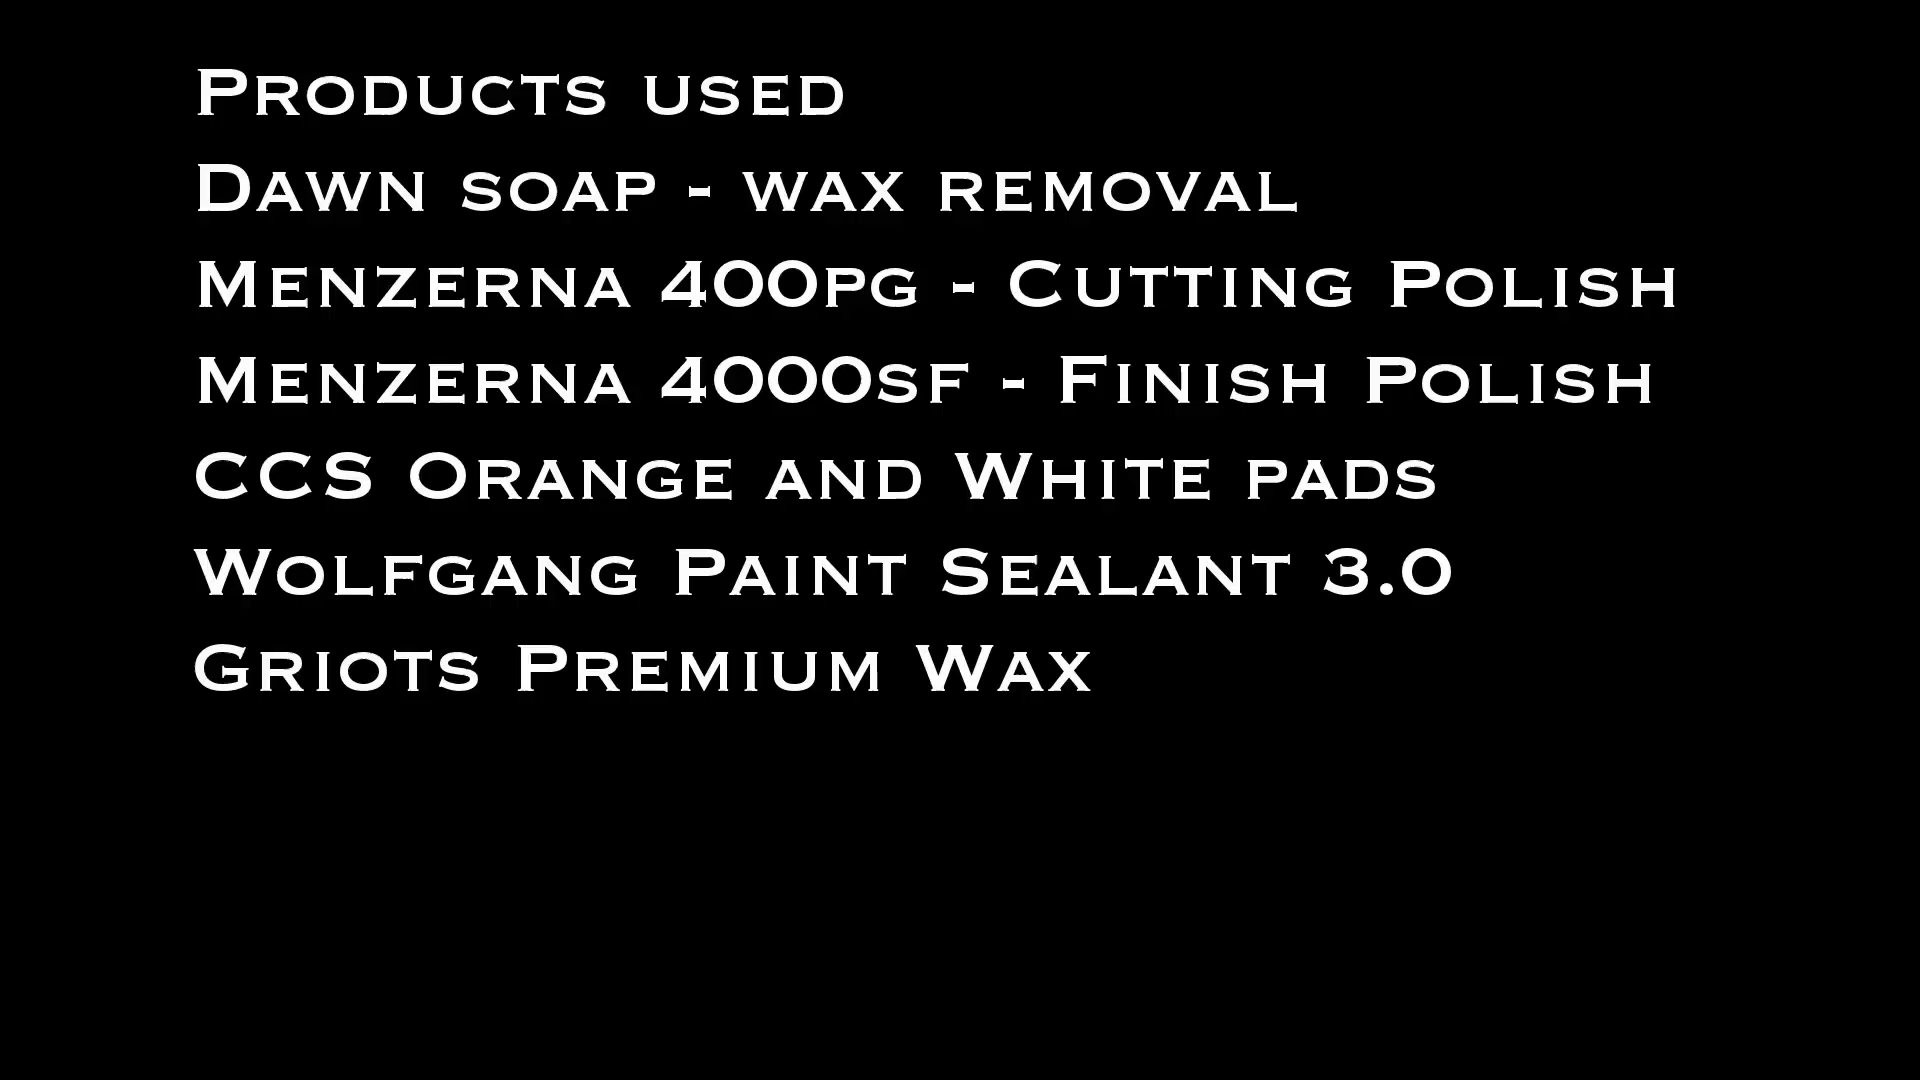 Products used
Dawn soap - wax removal
Menzerna 400pg - Cutting Polish
Menzerna 4000sf - Finish Polish
CCS Orange and White pads
Wolfgang Paint Sealant 3.0
Griots Premium Wax